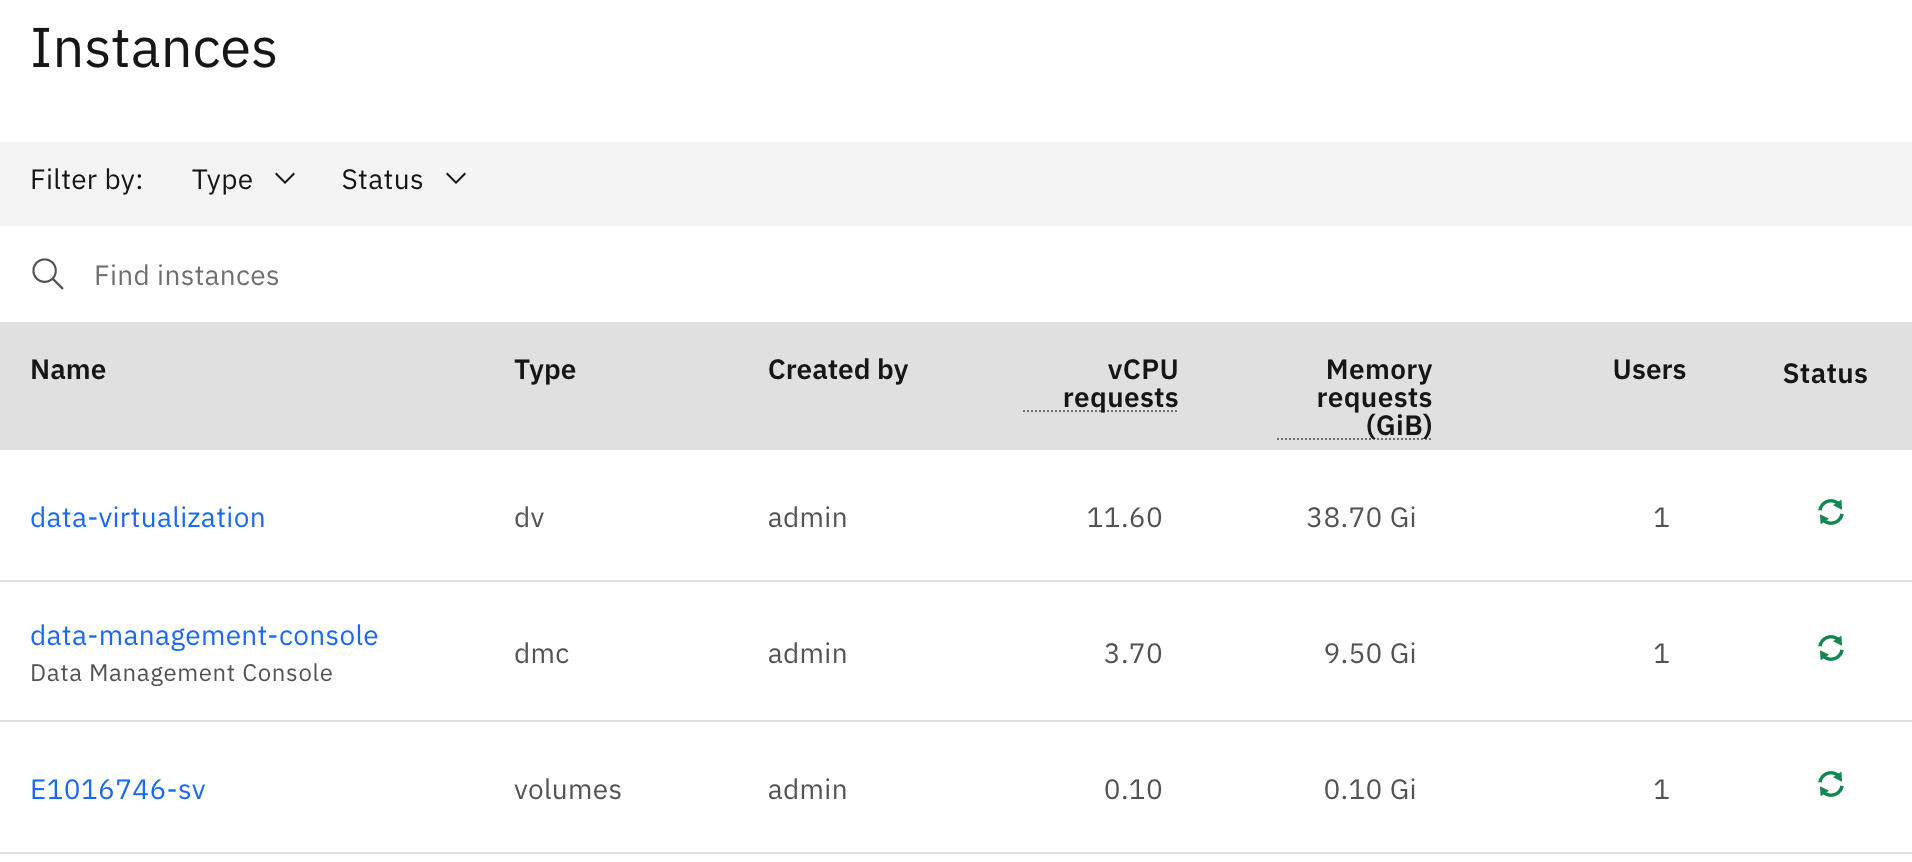 Instances
Filter by: Type Status
Find instances
Name Type Created by vCPU requests Memory requests (GiB) Users Status
data-virtualization dv admin 11.60 38.70 Gi 1
data-management-console dmc admin 3.70 9.50 Gi 1
Data Management Console
E1016746-sv volumes admin 0.10 0.10 Gi 1